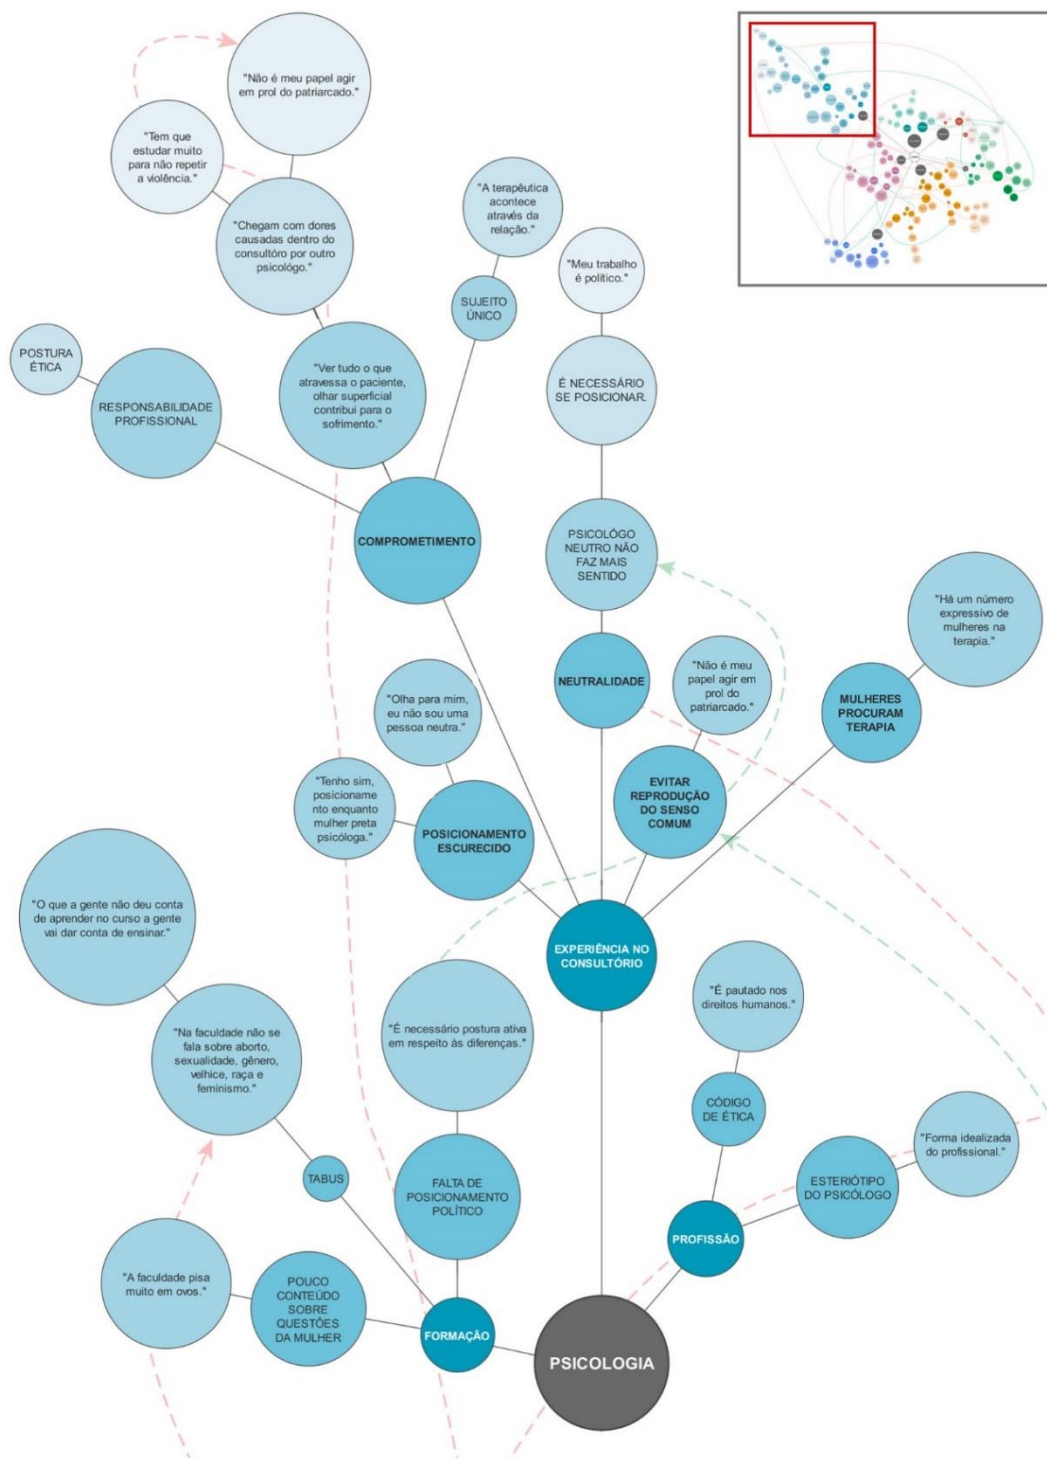 "Não é meu papel agir
em prol do patriarcado."
"Tem que
estudar muito
para não repetir
a violência."
"Chegam com dores
causadas dentro do
consultóro por outro
psicológo."
"A terapêutica
acontece
através da
relação."
"Meu trabalho
é político."
SUJEITO
ÚNICO
POSTURA
ÉTICA
RESPONSABILIDADE
PROFISSIONAL
"Ver tudo o que
atravessa o paciente,
olhar superficial
contribui para o
sofrimento."
É NECESSÁRIO
SE POSICIONAR.
COMPROMETIMENTO
PSICOLÓGO
NEUTRO NÃO
FAZ MAIS
SENTIDO
"Há um número
expressivo de
mulheres na
terapia."
NEUTRALIDADE
"Não é meu
papel agir em
prol do
patriarcado."
MULHERES
PROCURAM
TERAPIA
"Olha para mim,
eu não sou uma
pessoa neutra."
"Tenho sim,
posicioname
nto enquanto
mulher preta
psicóloga."
POSICIONAMENTO
ESCURECIDO
EVITAR
REPRODUÇÃO
DO SENSO
COMUM
"O que a gente não deu conta
de aprender no curso a gente
vai dar conta de ensinar."
EXPERIÊNCIA NO
CONSULTÓRIO
"É pautado nos
direitos humanos."
"Na faculdade não se
fala sobre aborto,
sexualidade, gênero,
velhice, raça e
feminismo."
"É necessário postura ativa
em respeito às diferenças."
CÓDIGO
DE ÉTICA
"Forma idealizada
do profissional."
TABUS
FALTA DE
POSICIONAMENTO
POLÍTICO
ESTERIÓTIPO
DO PSICÓLOGO
PROFISSÃO
"A faculdade pisa
muito em ovos."
POUCO
CONTEÚDO
SOBRE
QUESTÕES
DA MULHER
FORMAÇÃO
PSICOLOGIA